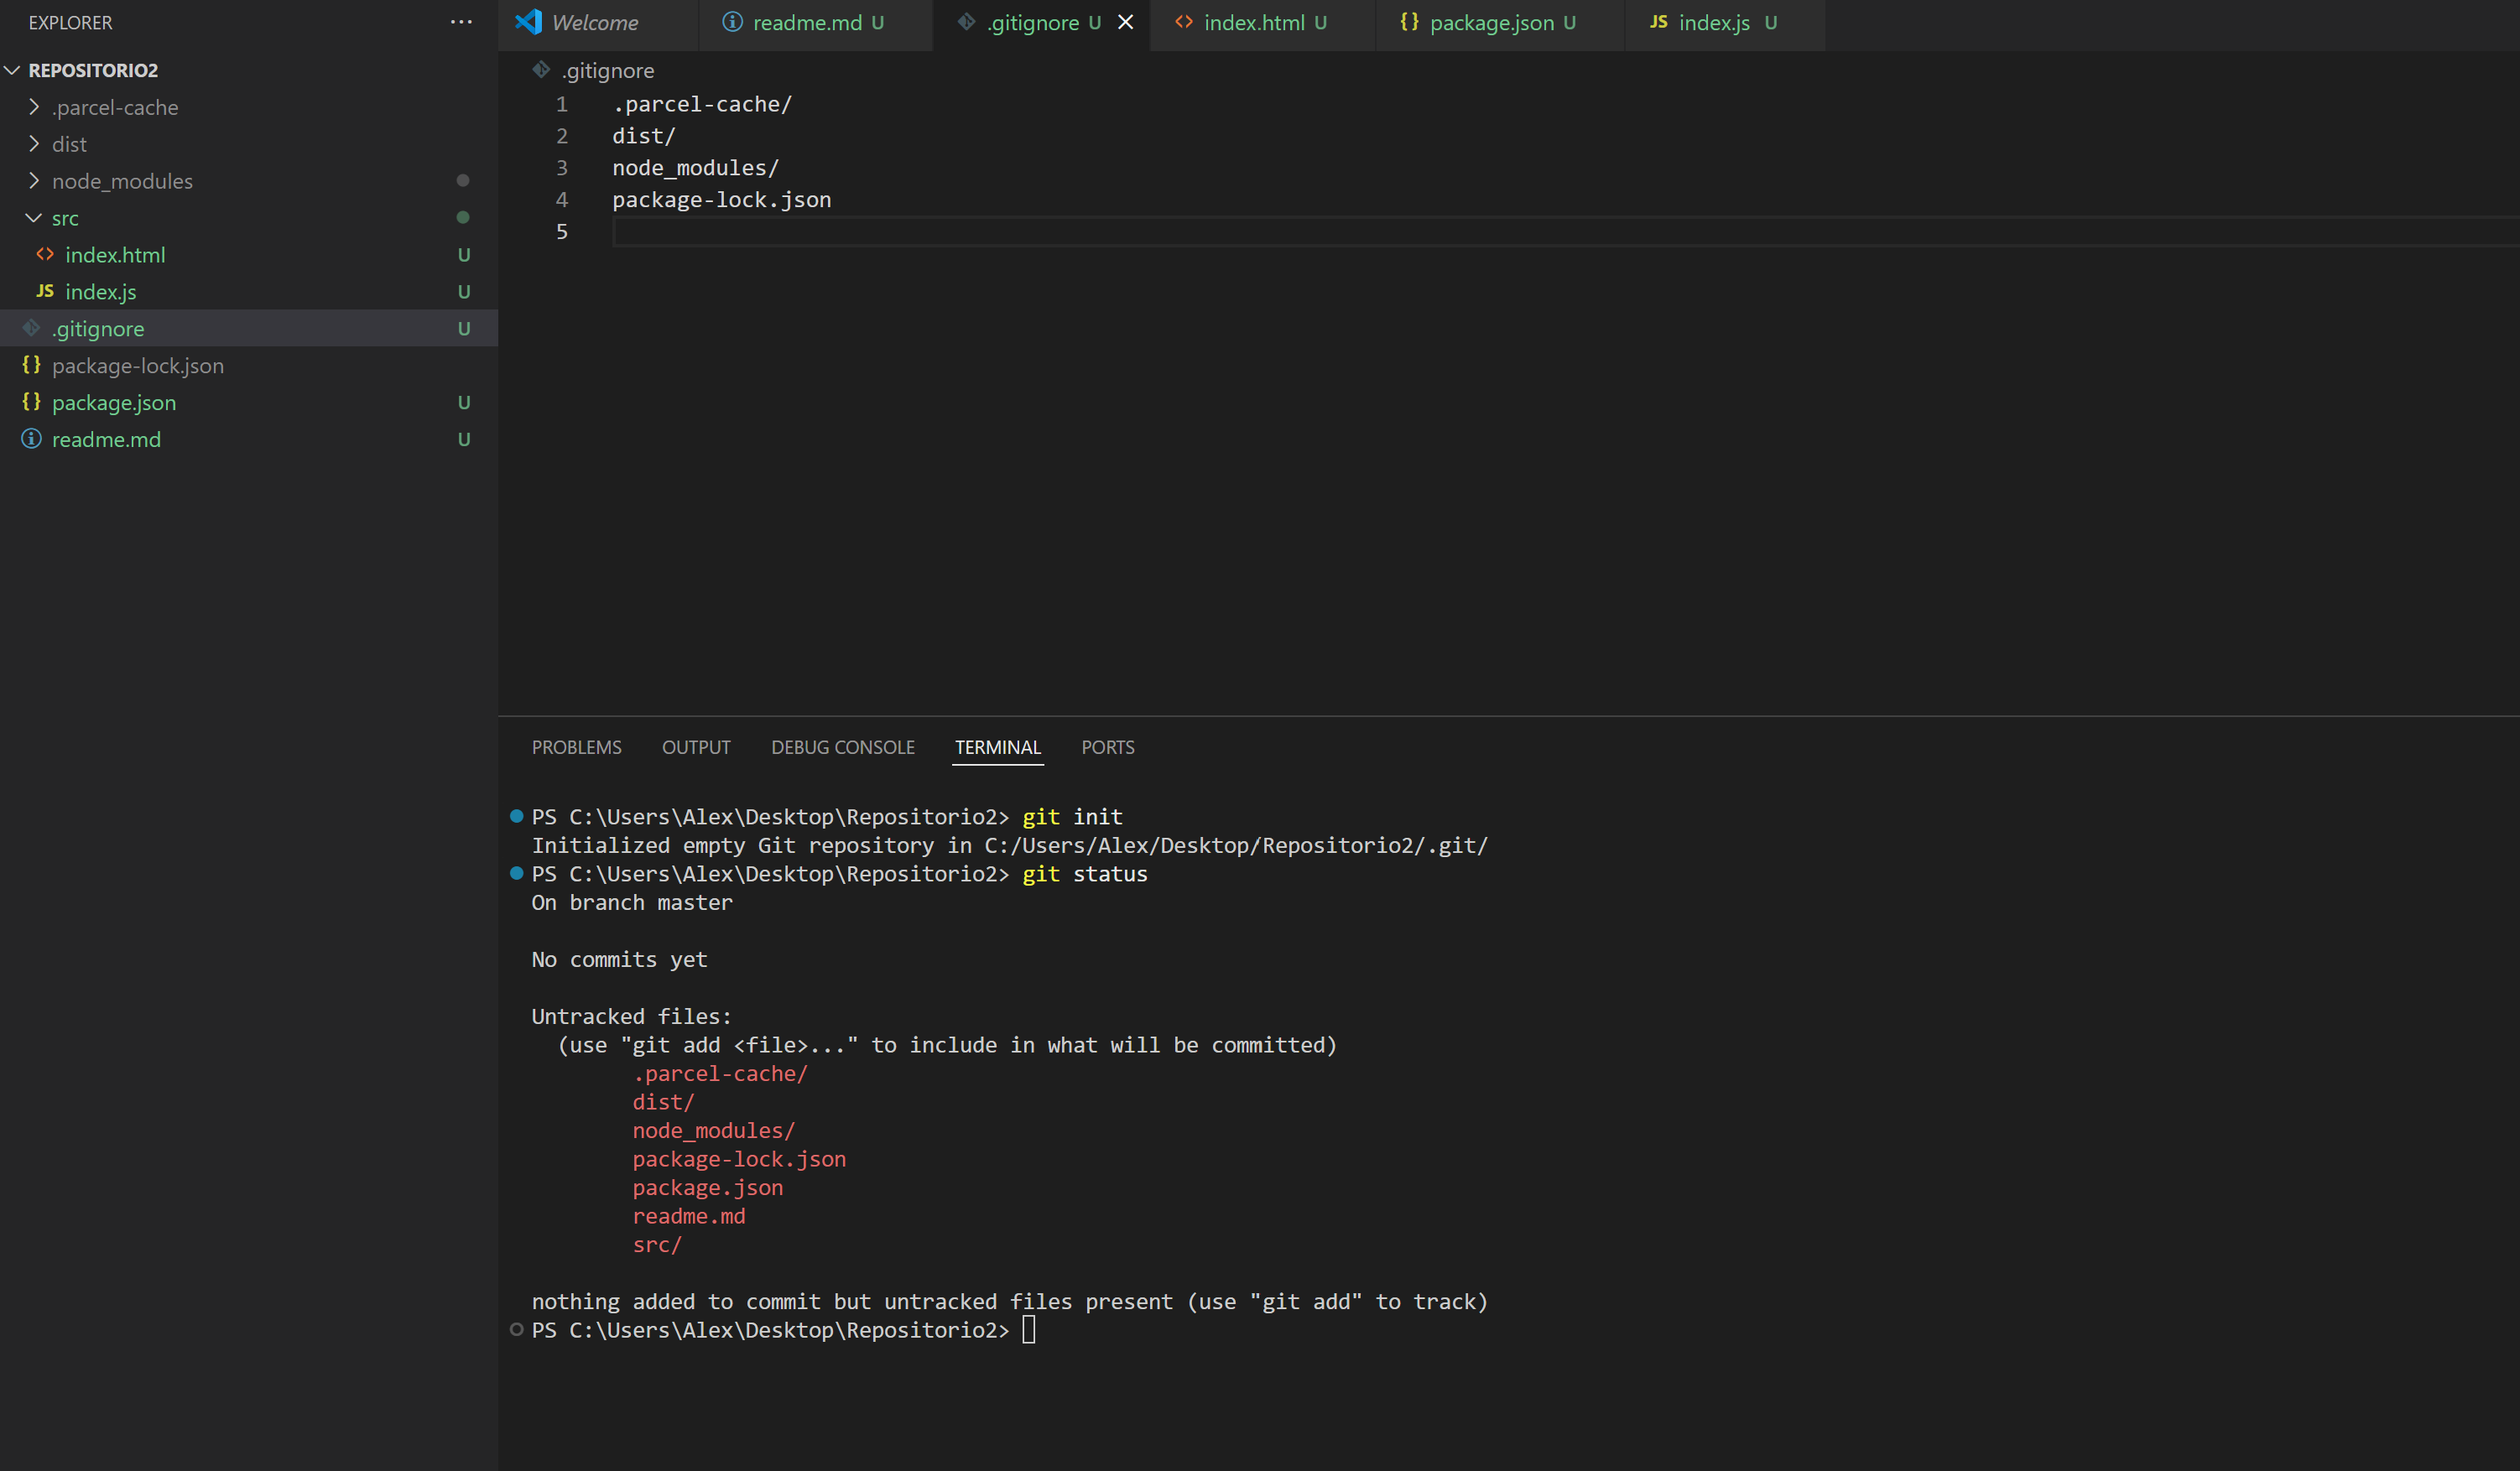 EXPLORER
REPOSITORIO2
.parcel-cache
dist
node_modules
src
index.html U
JS index.js U
.gitignore U
{} package-lock.json
{} package.json U
readme.md U
Welcome
readme.md U
.gitignore U
index.html U
{} package.json U
JS index.js U
.gitignore
1 .parcel-cache/
2 dist/
3 node_modules/
4 package-lock.json
5
PROBLEMS OUTPUT DEBUG CONSOLE TERMINAL PORTS
PS C:\Users\Alex\Desktop\Repositorio2> git init
Initialized empty Git repository in C:/Users/Alex/Desktop/Repositorio2/.git/
PS C:\Users\Alex\Desktop\Repositorio2> git status
On branch master
No commits yet
Untracked files:
(use "git add <file>..." to include in what will be committed)
.parcel-cache/
dist/
node_modules/
package-lock.json
package.json
readme.md
src/
nothing added to commit but untracked files present (use "git add" to track)
PS C:\Users\Alex\Desktop\Repositorio2>